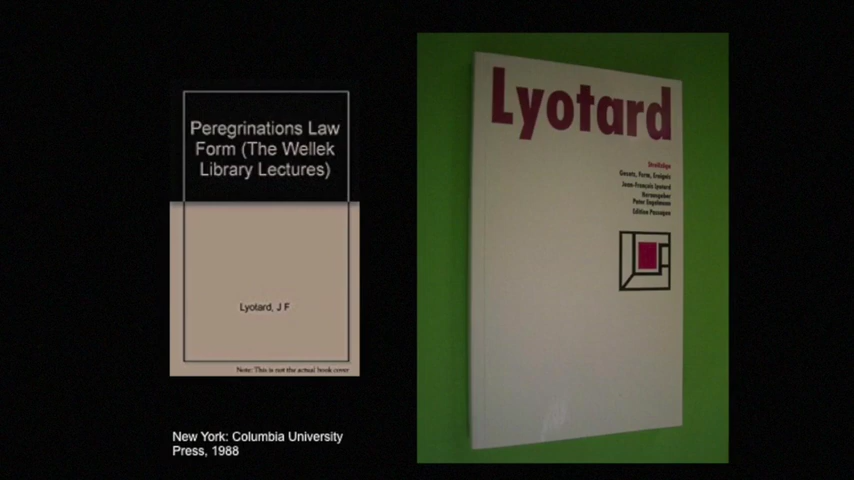 Peregrinations Law
Form (The Wellek
Library Lectures)
Lyotard, J F
Note: This is not the actual book cover
New York: Columbia University
Press, 1988
Lyotard
Streifzüge
Gesetz, Form, Ereignis
Jean-François Lyotard
Herausgeber
Peter Engelmann
Edition Passagen